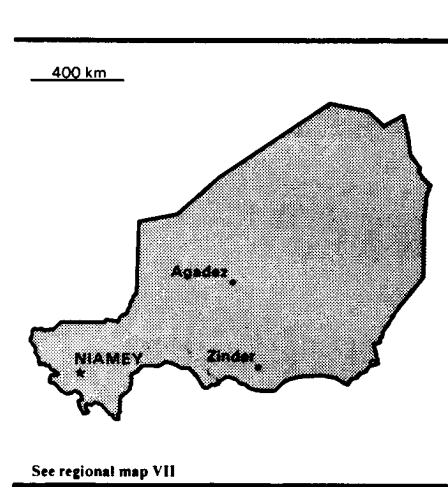 400 km
Agadez
NIAMEY
Zinder
See regional map VII